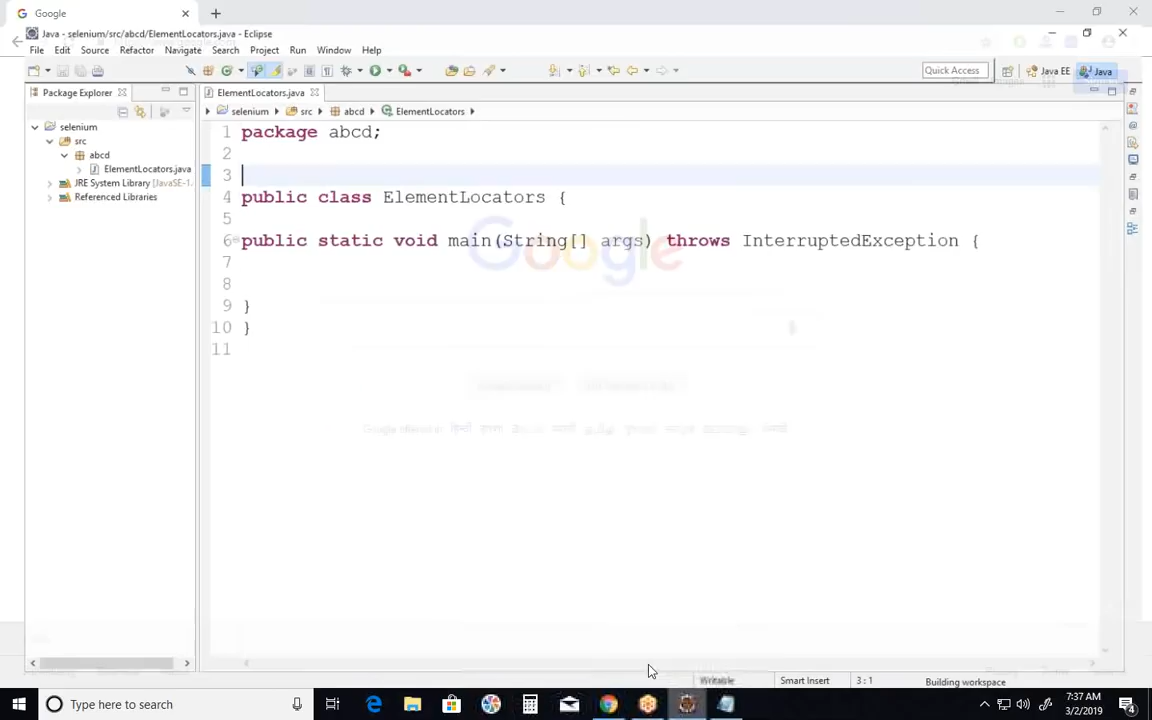 Google
Java - selenium/src/abcd/ElementLocators.java - Eclipse
File Edit Source Refactor Navigate Search Project Run Window Help
Quick Access
Java EE
Java
Package Explorer
ElementLocators.java
selenium src abcd ElementLocators
selenium
src
abcd
ElementLocators.java
JRE System Library [JavaSE-1.
Referenced Libraries
1 package abcd;
2
3
4 public class ElementLocators {
5
6 public static void main(String[] args) throws InterruptedException {
7
8
9 }
10 }
11
Google
Writable
Smart Insert
3 : 1
Building workspace
Type here to search
7:37 AM
3/2/2019
4